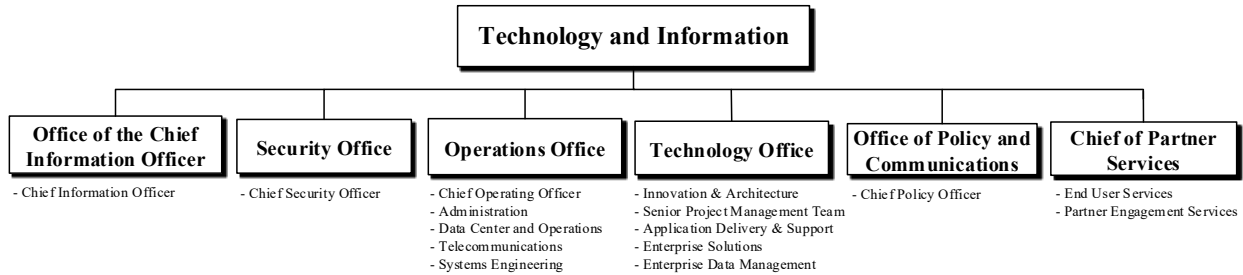 Technology and Information
Office of the Chief
Information Officer
- Chief Information Officer
Security Office
- Chief Security Officer
Operations Office
- Chief Operating Officer
- Administration
- Data Center and Operations
- Telecommunications
- Systems Engineering
Technology Office
- Innovation & Architecture
- Senior Project Management Team
- Application Delivery & Support
- Enterprise Solutions
- Enterprise Data Management
Office of Policy and
Communications
- Chief Policy Officer
Chief of Partner
Services
- End User Services
- Partner Engagement Services